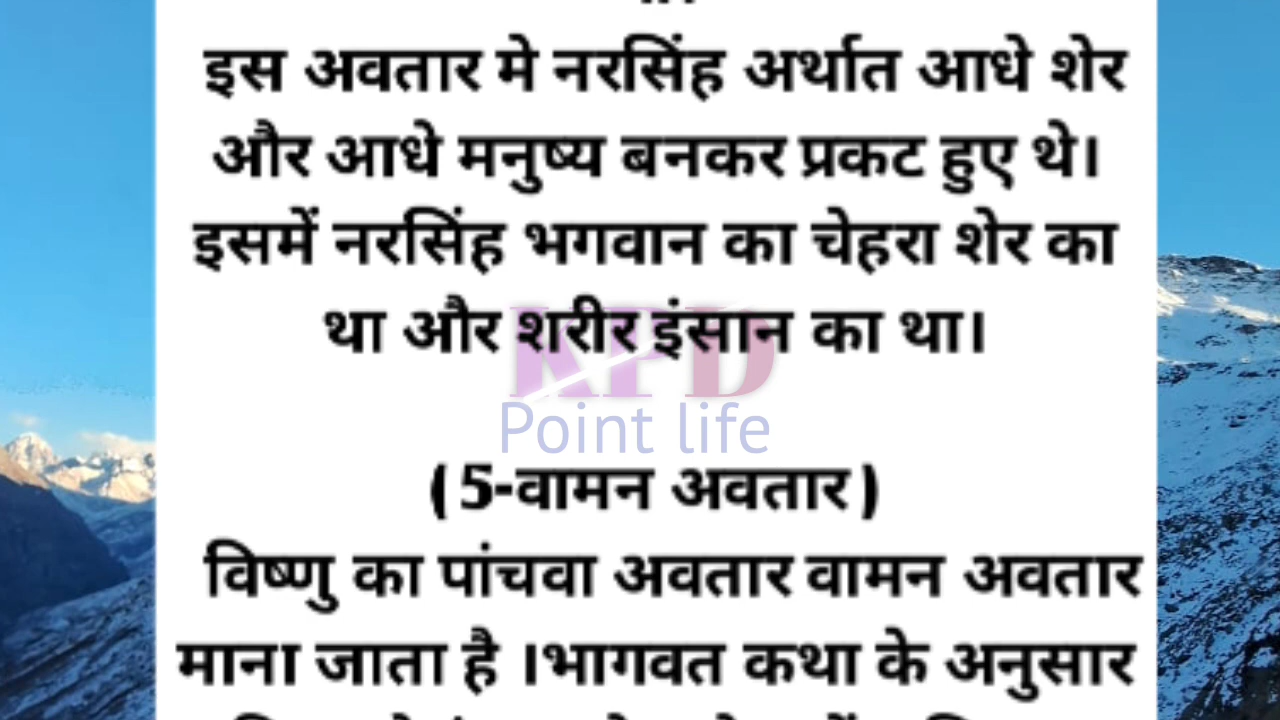 इस अवतार मे नरसिंह अर्थात आधे शेर
और आधे मनुष्य बनकर प्रकट हुए थे।
इसमें नरसिंह भगवान का चेहरा शेर का
था और शरीर इंसान का था।
KPD
Point life
(5-वामन अवतार)
विष्णु का पांचवा अवतार वामन अवतार
माना जाता है ।भागवत कथा के अनुसार